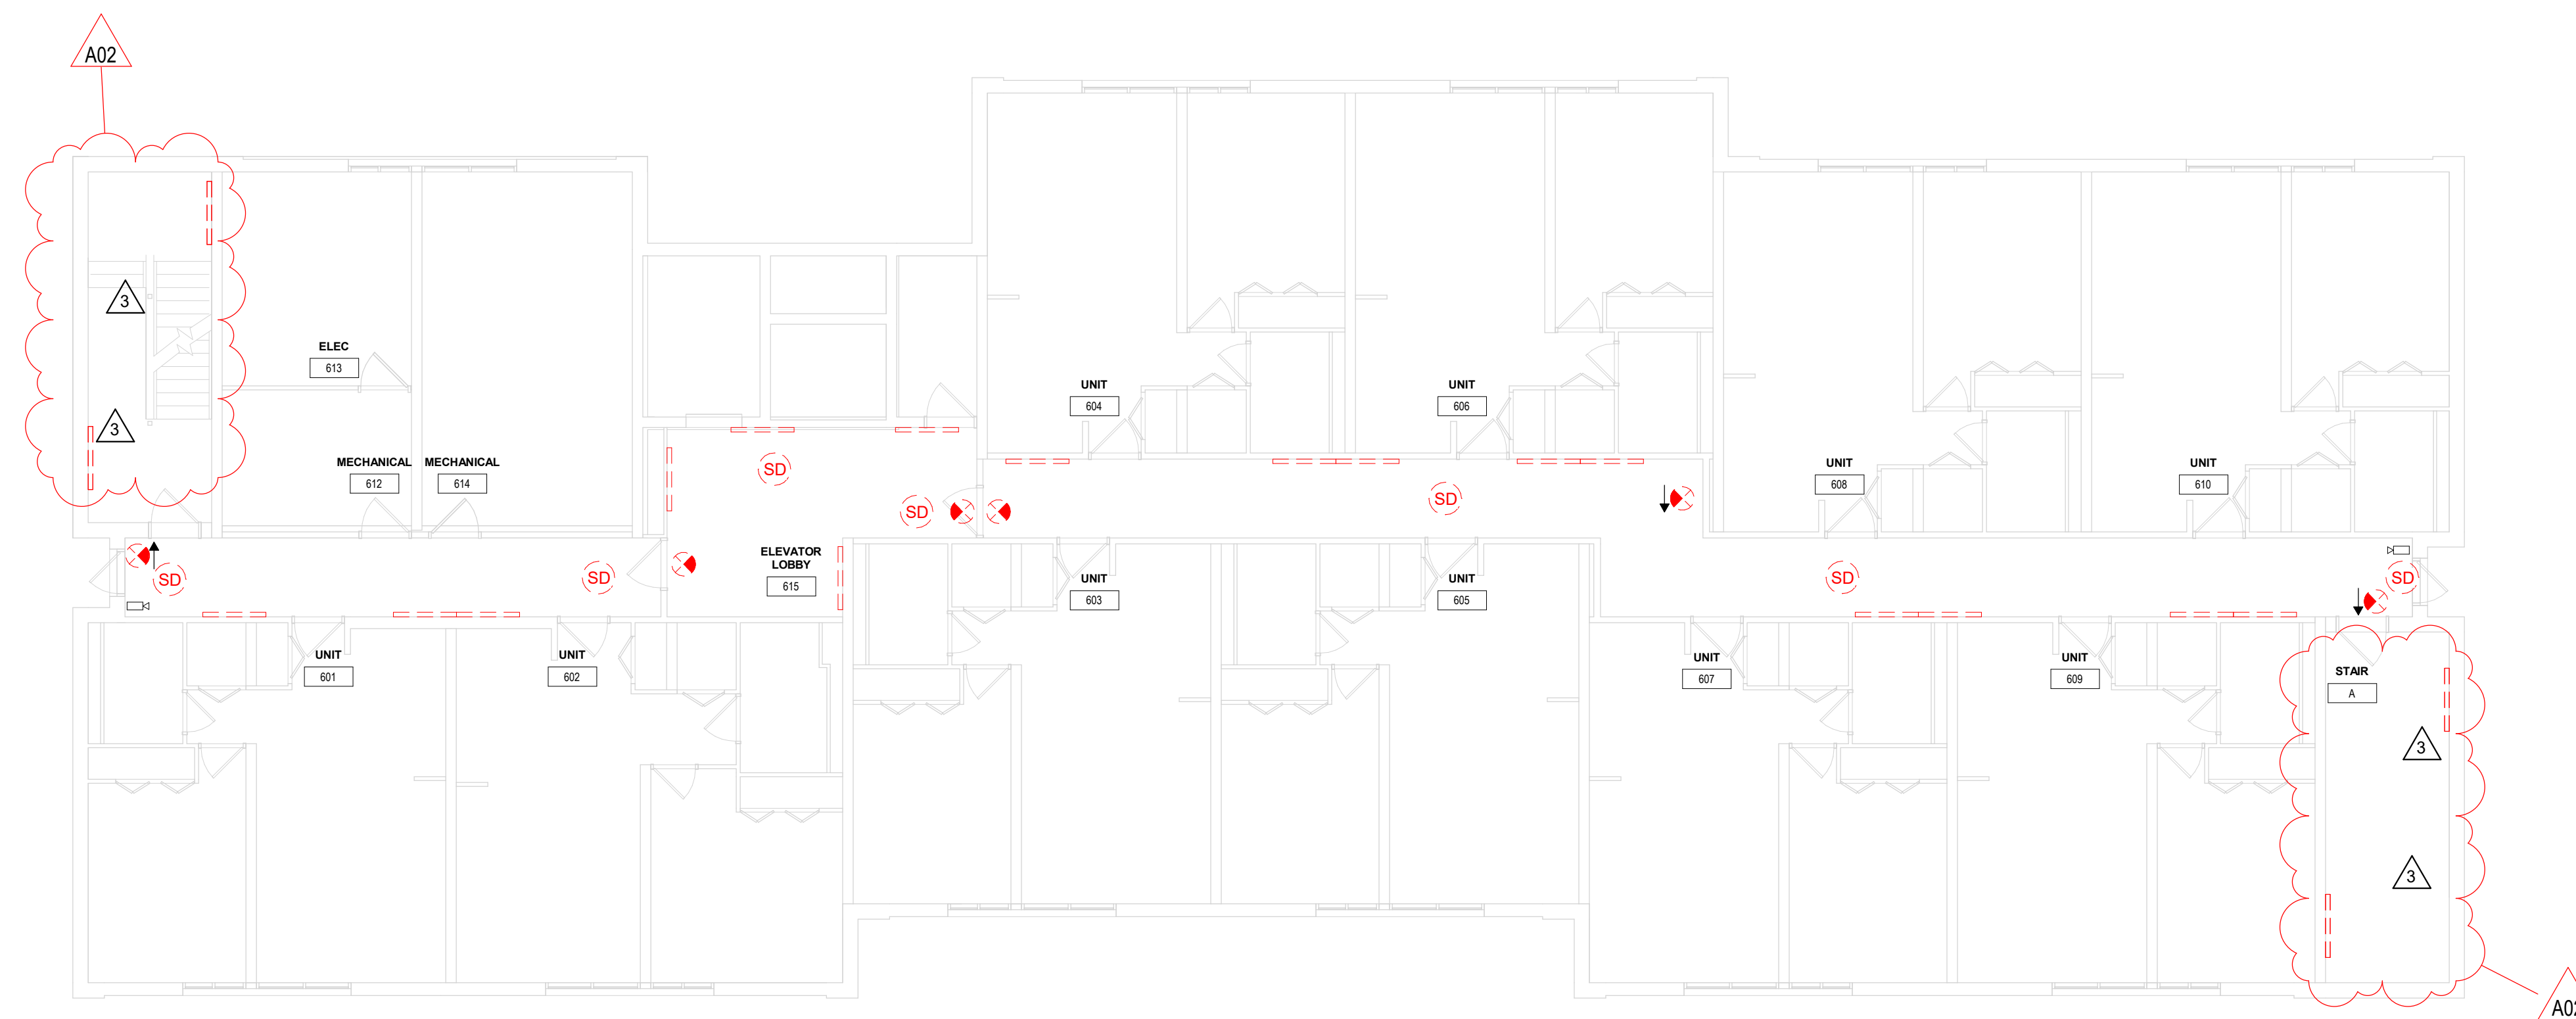 A02
3
ELEC
613
3
UNIT
604
UNIT
606
MECHANICAL
612
MECHANICAL
614
UNIT
608
UNIT
610
SD
SD
SD
SD
SD
SD
SD
ELEVATOR
LOBBY
615
UNIT
603
UNIT
605
UNIT
601
UNIT
602
UNIT
607
UNIT
609
STAIR
A
3
3